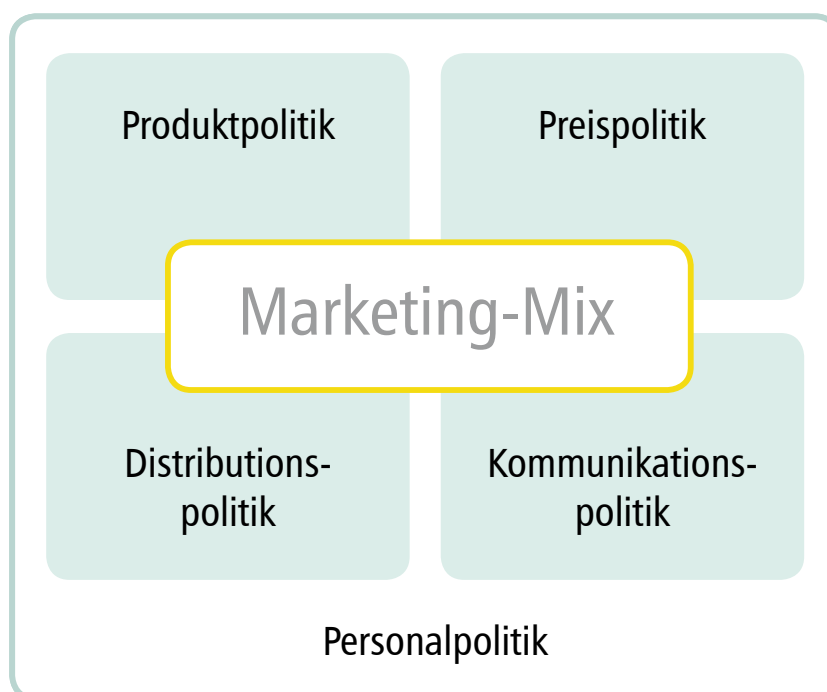 Produktpolitik
Preispolitik
Marketing-Mix
Distributions-
politik
Kommunikations-
politik
Personalpolitik